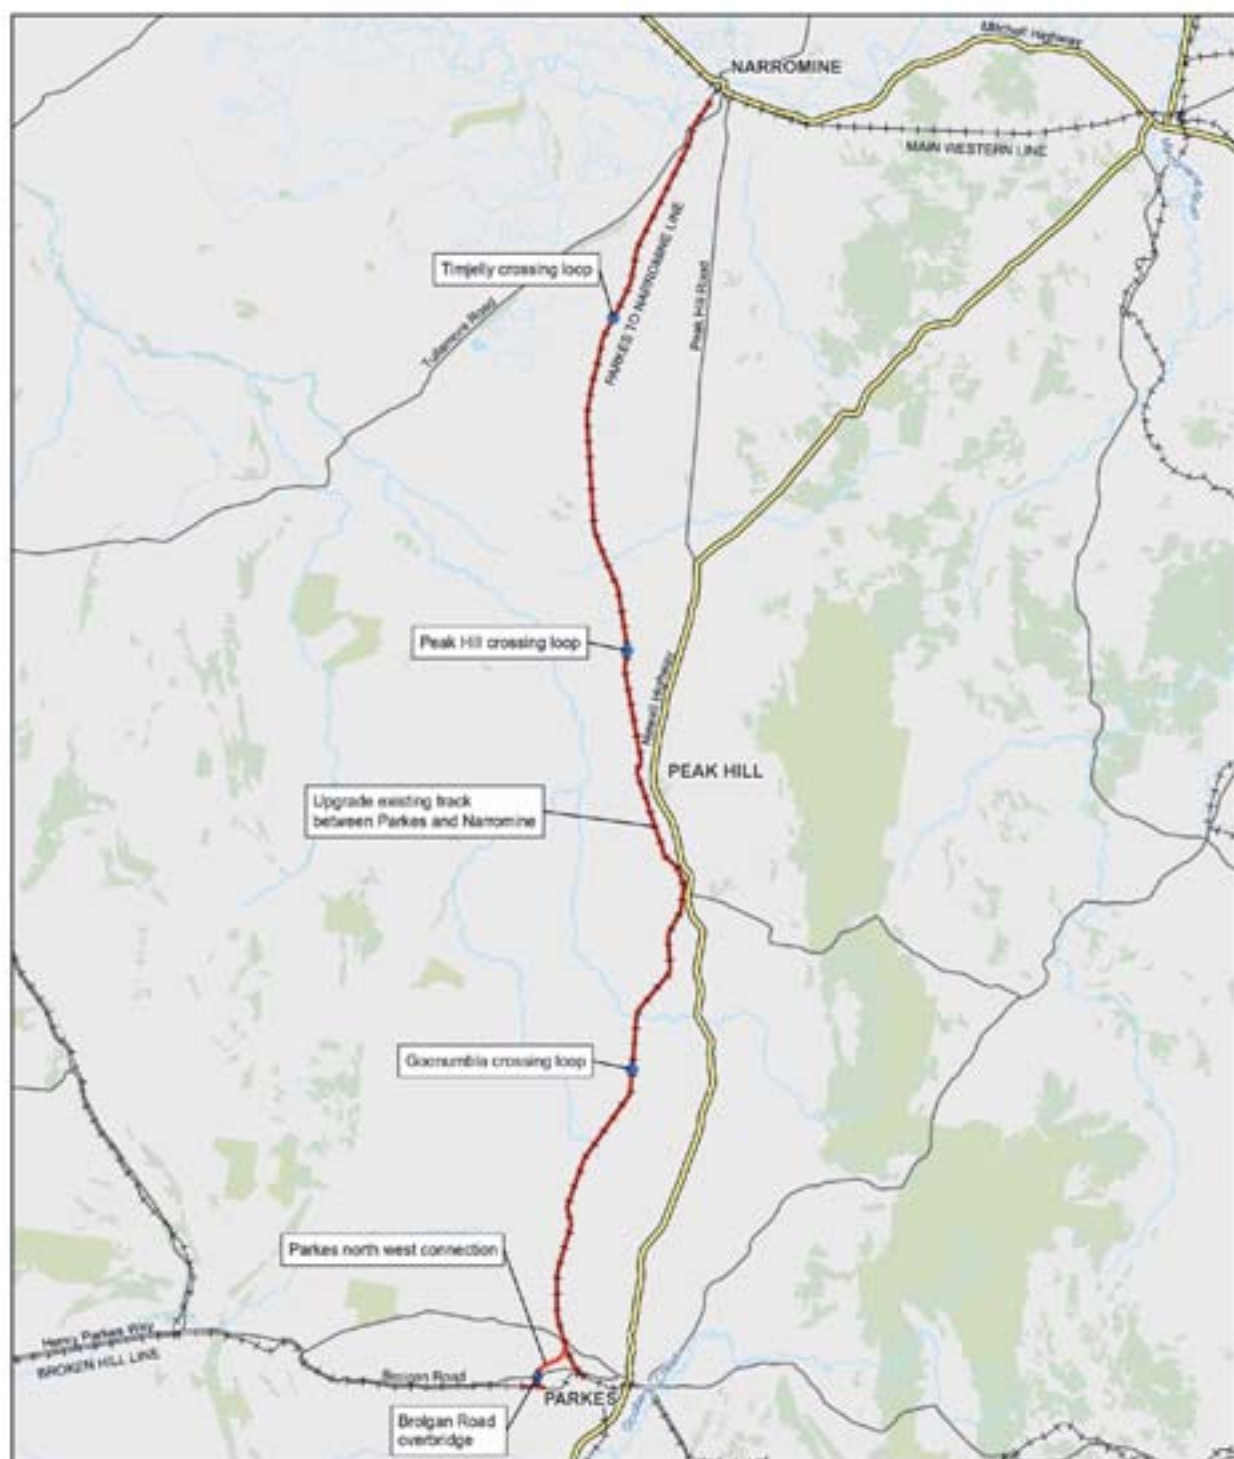 Mitchell Highway
NARROMINE
MAIN WESTERN LINE
Timjelly crossing loop
PARKES TO NARROMINE LINE
Peak Hill Road
Tullamore Road
Peak Hill crossing loop
Newell Highway
PEAK HILL
Upgrade existing track
between Parkes and Narromine
Goonumbla crossing loop
Parkes north west connection
Henry Parkes Way
BROKEN HILL LINE
Brolgan Road
PARKES
Brolgan Road
overbridge